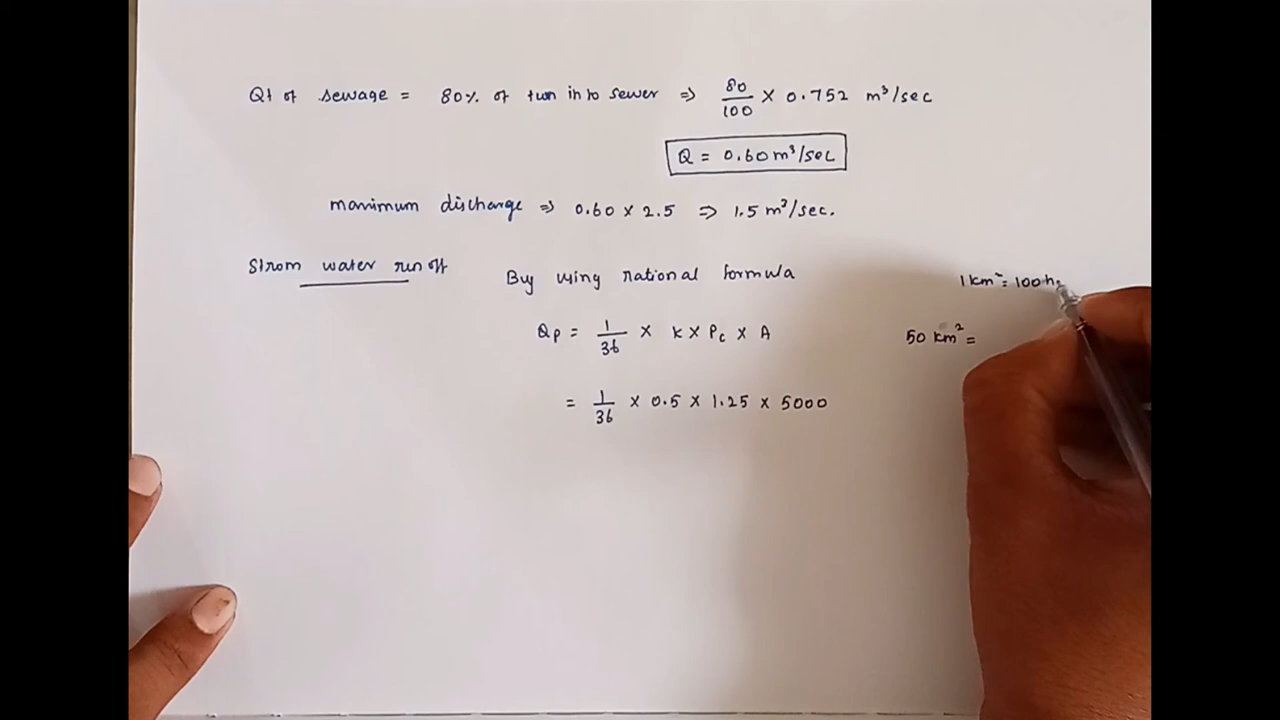 Qt of sewage = 80% of turn into sewer ⇒ 80/100 × 0.752 m³/sec
Q = 0.60 m³/sec
maximum discharge ⇒ 0.60 × 2.5 ⇒ 1.5 m³/sec.
Strom water run off
By using rational formula
1 km² = 100 h
Qp = 1/36 × K × Pc × A
50 km² =
= 1/36 × 0.5 × 1.25 × 5000